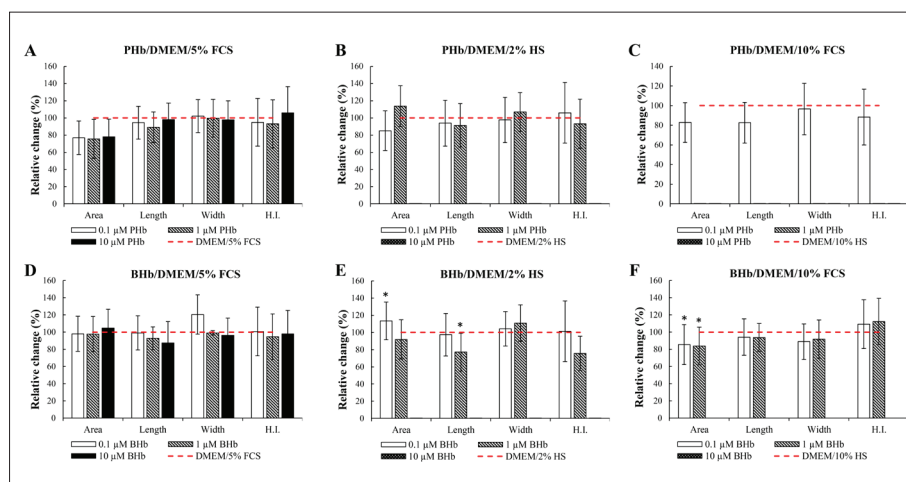 A PHb/DMEM/5% FCS
Relative change (%)
160
140
120
100
80
60
40
20
0
Area Length Width H.I.
0.1 µM PHb 1 µM PHb
10 µM PHb DMEM/5% FCS
B PHb/DMEM/2% HS
Relative change (%)
160
140
120
100
80
60
40
20
0
Area Length Width H.I.
0.1 µM PHb 1 µM PHb
10 µM PHb DMEM/2% HS
C PHb/DMEM/10% FCS
Relative change (%)
140
120
100
80
60
40
20
0
Area Length Width H.I.
0.1 µM PHb 1 µM PHb
10 µM PHb DMEM/10% HS
D BHb/DMEM/5% FCS
Relative change (%)
160
140
120
100
80
60
40
20
0
Area Length Width H.I.
0.1 µM BHb 1 µM BHb
10 µM BHb DMEM/5% FCS
E BHb/DMEM/2% HS
Relative change (%)
160
140
120
100
80
60
40
20
0
* *
Area Length Width H.I.
0.1 µM BHb 1 µM BHb
10 µM BHb DMEM/2% HS
F BHb/DMEM/10% FCS
Relative change (%)
160
140
120
100
80
60
40
20
0
* *
Area Length Width H.I.
0.1 µM BHb 1 µM BHb
10 µM BHb DMEM/10% HS